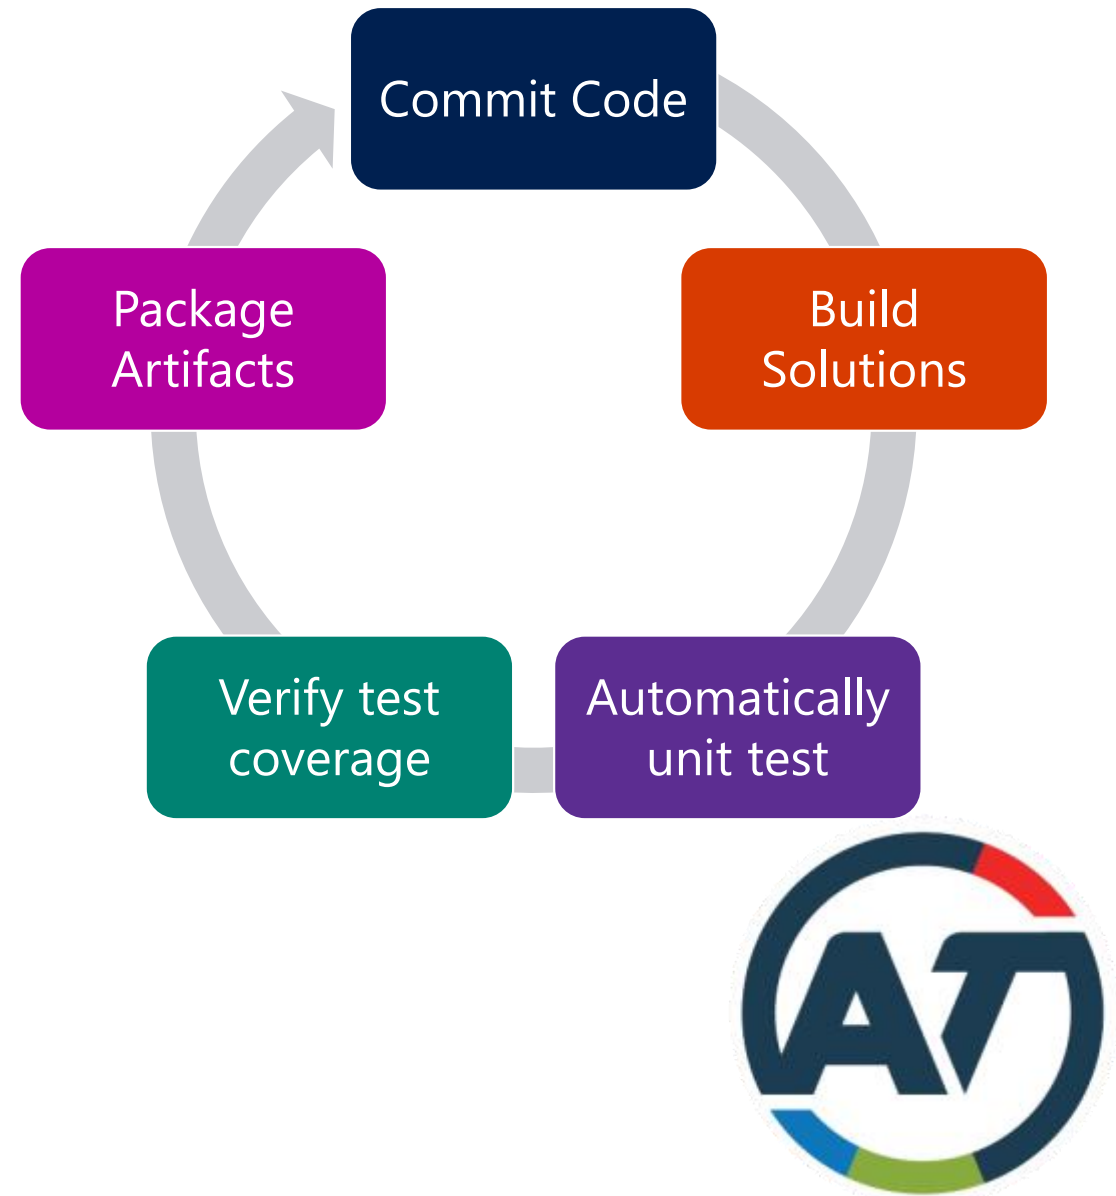 Commit Code
Build
Solutions
Automatically
unit test
Verify test
coverage
Package
Artifacts
AT